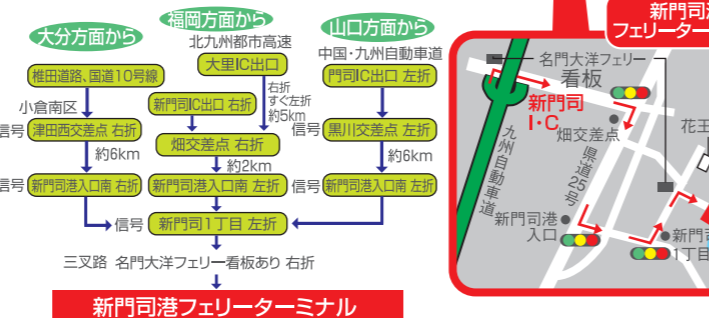 大分方面から
椎田道路、国道10号線
小倉南区
信号 津田西交差点 右折
約6km
信号 新門司港入口南 右折
福岡方面から
北九州都市高速
大里IC出口
右折
すぐ左折
約5km
新門司IC出口 右折
畑交差点 右折
約2km
新門司港入口南 左折
山口方面から
中国・九州自動車道
門司IC出口 左折
信号 黒川交差点 左折
約6km
信号 新門司港入口南 左折
信号 新門司1丁目 左折
三叉路 名門大洋フェリー看板あり 右折
新門司港フェリーターミナル
新門司
フェリーター
名門大洋フェリー
看板
新門司
I・C
畑交差点
花王
九州自動車道
県道25号
新門司港
入口
新門司
1丁目